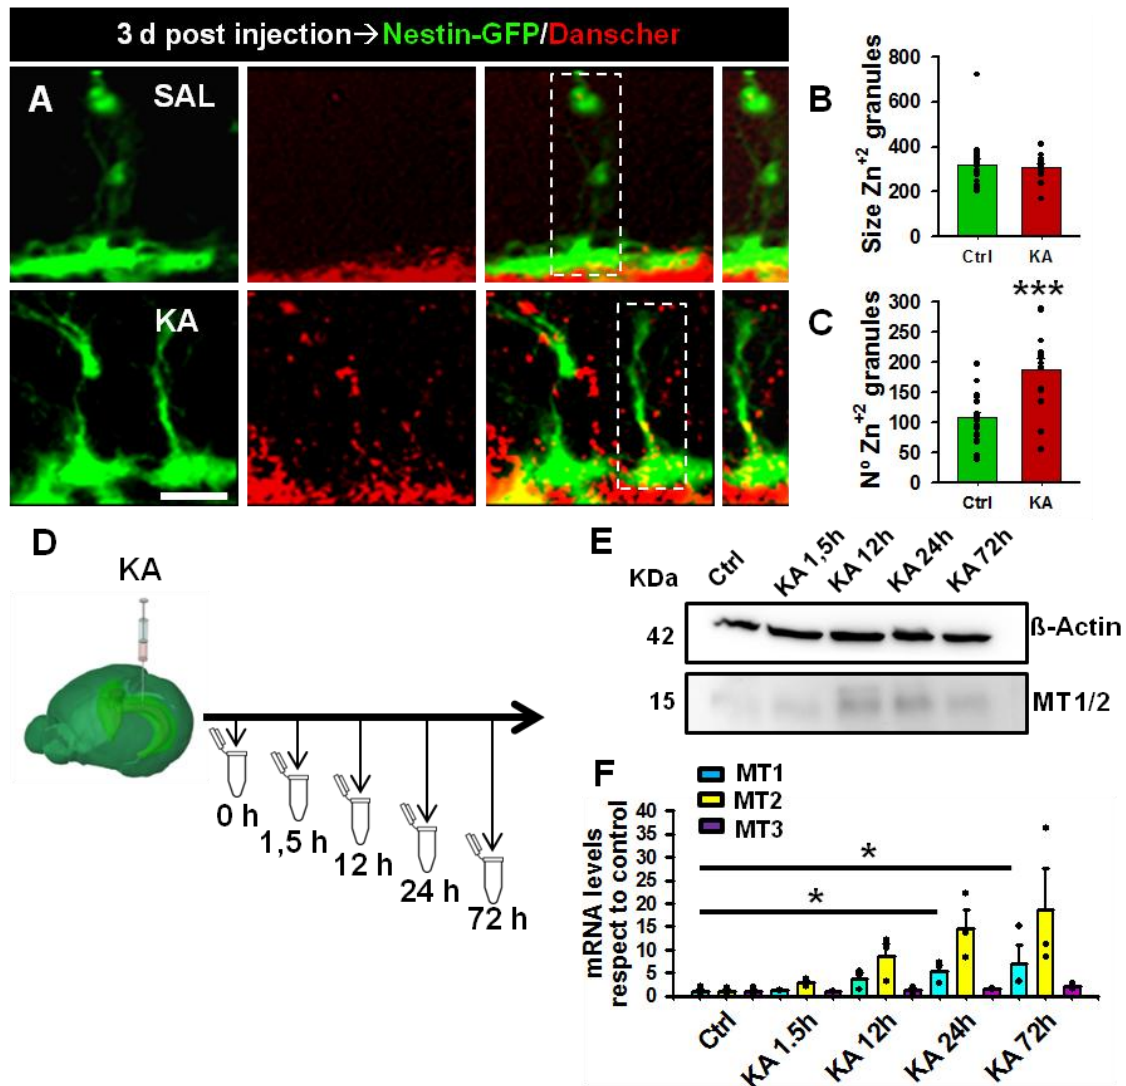 3 d post injection→Nestin-GFP/Danscher
A
SAL
KA
B
Size Zn⁺² granules
800
600
400
200
0
Ctrl
KA
C
***
Nº Zn⁺² granules
300
250
200
150
100
50
0
Ctrl
KA
D
KA
0 h
1,5 h
12 h
24 h
72 h
E
KDa
Ctrl
KA 1,5h
KA 12h
KA 24h
KA 72h
42
ß-Actin
15
MT1/2
F
MT1
MT2
MT3
mRNA levels
respect to control
40
35
30
25
20
15
10
5
0
*
*
Ctrl
KA 1.5h
KA 12h
KA 24h
KA 72h